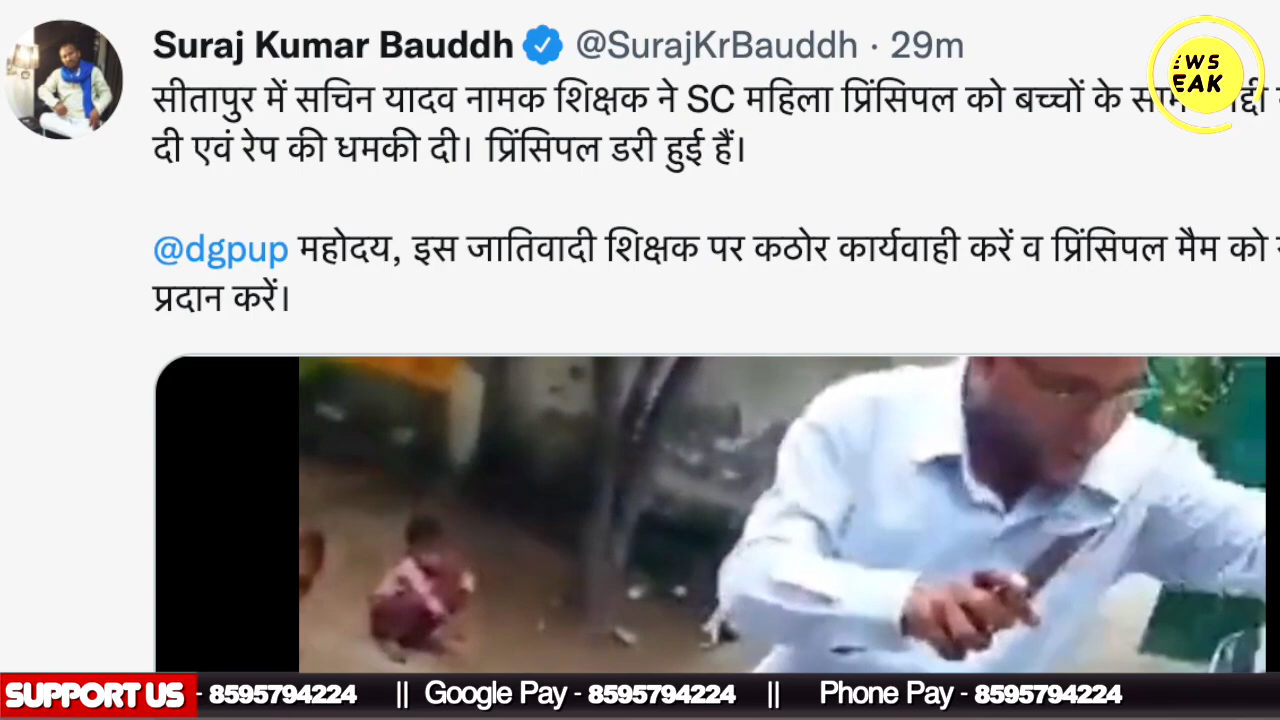 Suraj Kumar Bauddh @SurajKrBauddh · 29m
सीतापुर में सचिन यादव नामक शिक्षक ने SC महिला प्रिंसिपल को बच्चों के
दी एवं रेप की धमकी दी। प्रिंसिपल डरी हुई हैं।
@dgpup महोदय, इस जातिवादी शिक्षक पर कठोर कार्यवाही करें व प्रिंसिपल मैम को
प्रदान करें।
EWS
EAK
SUPPORT US - 8595794224 || Google Pay - 8595794224 || Phone Pay - 8595794224